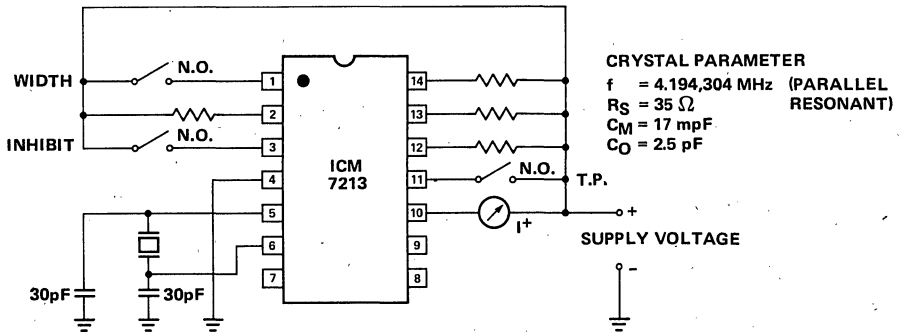 CRYSTAL PARAMETER
f = 4.194,304 MHz (PARALLEL RESONANT)
RS = 35 Ω
CM = 17 mpF
CO = 2.5 pF
WIDTH
N.O.
INHIBIT
N.O.
ICM
7213
1
2
3
4
5
6
7
14
13
12
11
10
9
8
N.O.
T.P.
I+
+
SUPPLY VOLTAGE
-
30pF
30pF